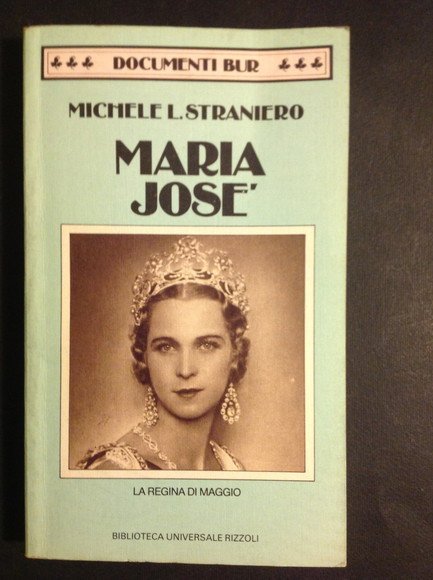 DOCUMENTI BUR
MICHELE L. STRANIERO
MARIA
JOSE'
LA REGINA DI MAGGIO
BIBLIOTECA UNIVERSALE RIZZOLI